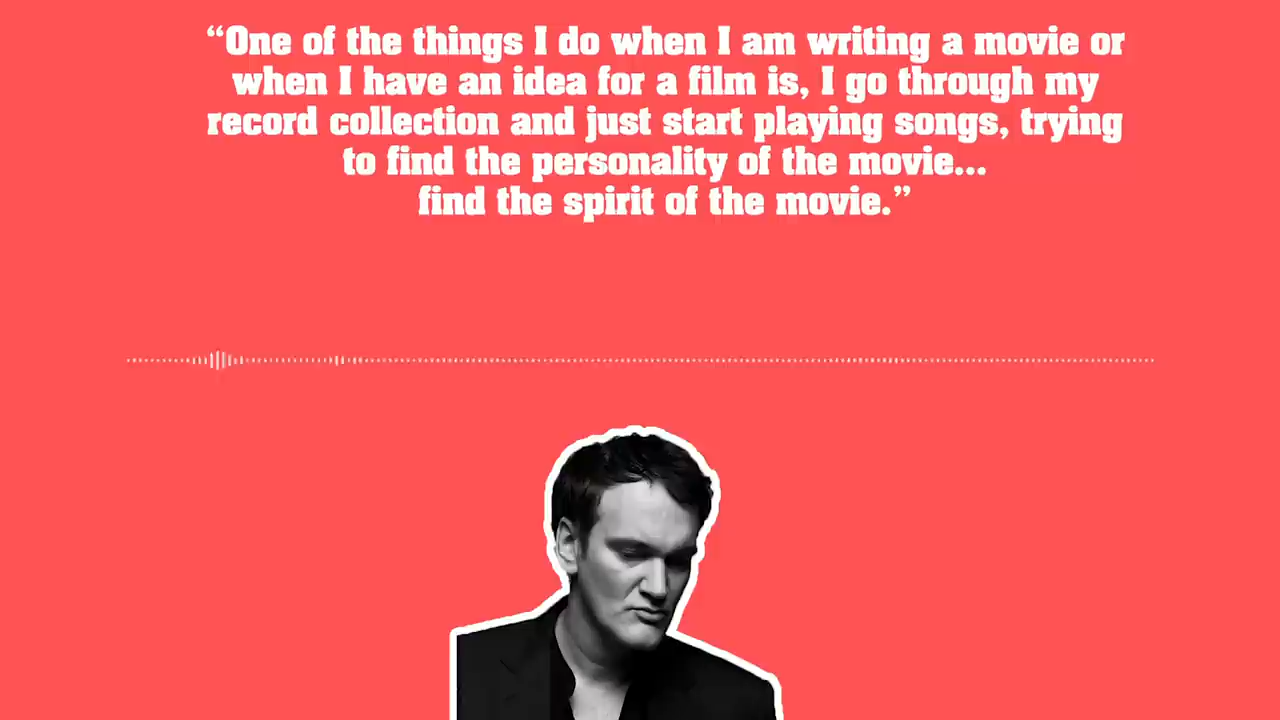 “One of the things I do when I am writing a movie or
when I have an idea for a film is, I go through my
record collection and just start playing songs, trying
to find the personality of the movie...
find the spirit of the movie.”